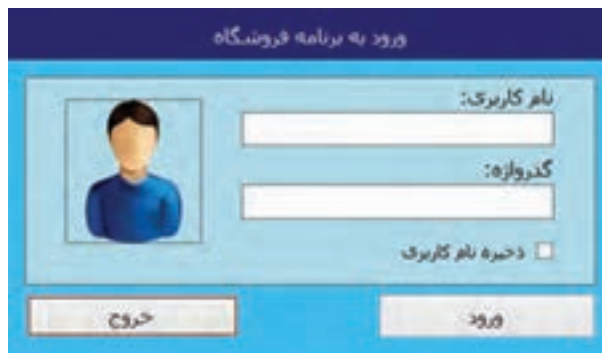 ورود به برنامه فروشگاه
نام کاربری:
گذرواژه:
ذخیره نام کاربری
ورود
خروج